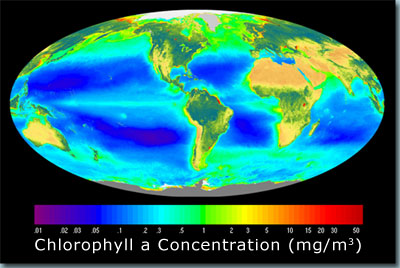 .01 .02 .03 .05 .1 .2 .3 .5 1 2 3 5 10 15 20 30 50
Chlorophyll a Concentration (mg/m³)